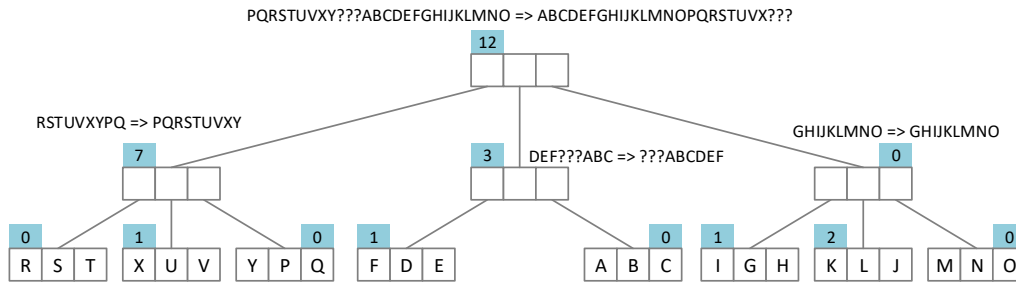 PQRSTUVXY???ABCDEFGHIJKLMNO => ABCDEFGHIJKLMNOPQRSTUVX???
12
RSTUVXYPQ => PQRSTUVXY
GHIJKLMNO => GHIJKLMNO
7
3
DEF???ABC => ???ABCDEF
0
0 1 0 1 0 1 2 0
R S T X U V Y P Q F D E A B C I G H K L J M N O